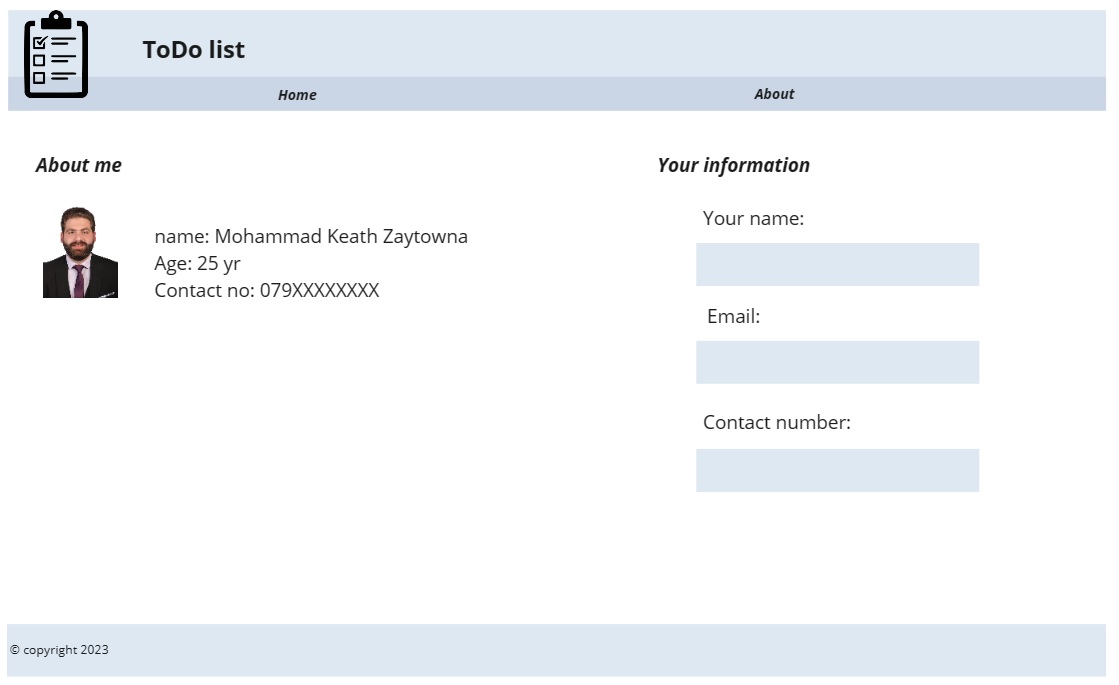 ToDo list
Home
About
About me
name: Mohammad Keath Zaytowna
Age: 25 yr
Contact no: 079XXXXXXXX
Your information
Your name:
Email:
Contact number:
© copyright 2023